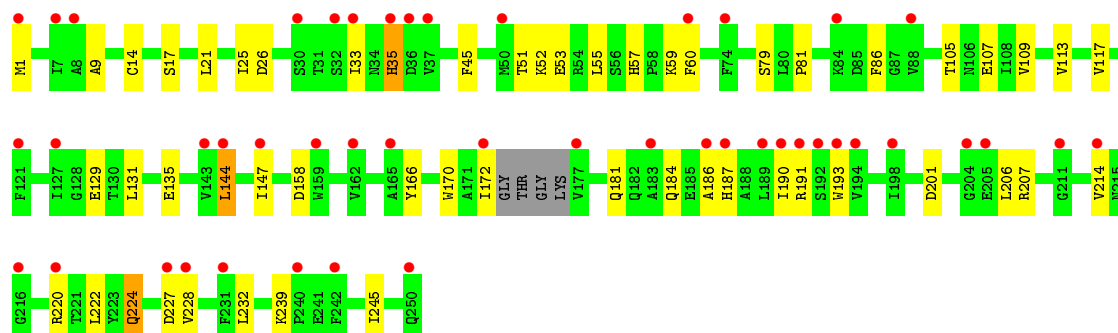 M1 I7 A8 A9 C14 S17 L21 I25 D26 S30 T31 S32 I33 N34 H35 D36 V37 F45 M50 T51 K52 E53 R54 L55 S56 H57 P58 K59 F60 F74 S79 L80 P81 K84 D85 F86 G87 V88 T105 N106 E107 I108 V109 V113 V117
F121 I127 G128 E129 T130 L131 E135 V143 L144 I147 D158 W159 V162 A165 Y166 W170 A171 I172 GLY THR GLY LYS V177 Q181 Q182 A183 Q184 E185 A186 H187 A188 L189 I190 R191 S192 W193 V194 I198 D201 G204 E205 L206 R207 G211 V214
G216 R220 T221 L222 Y223 Q224 D227 V228 F231 L232 K239 P240 E241 F242 I245 Q250